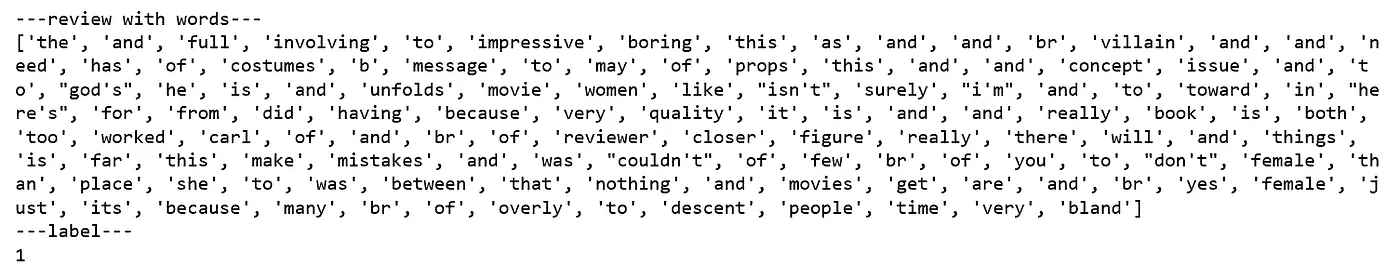 ---review with words---
['the', 'and', 'full', 'involving', 'to', 'impressive', 'boring', 'this', 'as', 'and', 'and', 'br', 'villain', 'and', 'and', 'n
eed', 'has', 'of', 'costumes', 'b', 'message', 'to', 'may', 'of', 'props', 'this', 'and', 'and', 'concept', 'issue', 'and', 't
o', "god's", 'he', 'is', 'and', 'unfolds', 'movie', 'women', 'like', "isn't", 'surely', "i'm", 'and', 'to', 'toward', 'in', "he
re's", 'for', 'from', 'did', 'having', 'because', 'very', 'quality', 'it', 'is', 'and', 'and', 'really', 'book', 'is', 'both',
'too', 'worked', 'carl', 'of', 'and', 'br', 'of', 'reviewer', 'closer', 'figure', 'really', 'there', 'will', 'and', 'things',
'is', 'far', 'this', 'make', 'mistakes', 'and', 'was', "couldn't", 'of', 'few', 'br', 'of', 'you', 'to', "don't", 'female', 'th
an', 'place', 'she', 'to', 'was', 'between', 'that', 'nothing', 'and', 'movies', 'get', 'are', 'and', 'br', 'yes', 'female', 'j
ust', 'its', 'because', 'many', 'br', 'of', 'overly', 'to', 'descent', 'people', 'time', 'very', 'bland']
---label---
1